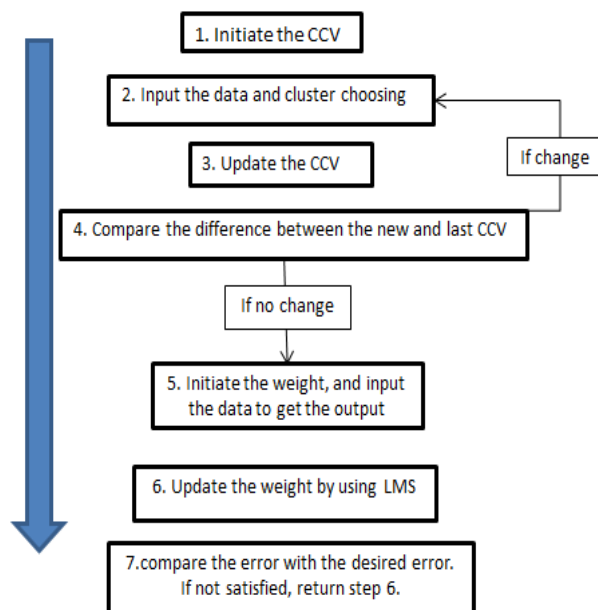 1. Initiate the CCV
2. Input the data and cluster choosing
If change
3. Update the CCV
4. Compare the difference between the new and last CCV
If no change
5. Initiate the weight, and input
the data to get the output
6. Update the weight by using LMS
7.compare the error with the desired error.
If not satisfied, return step 6.